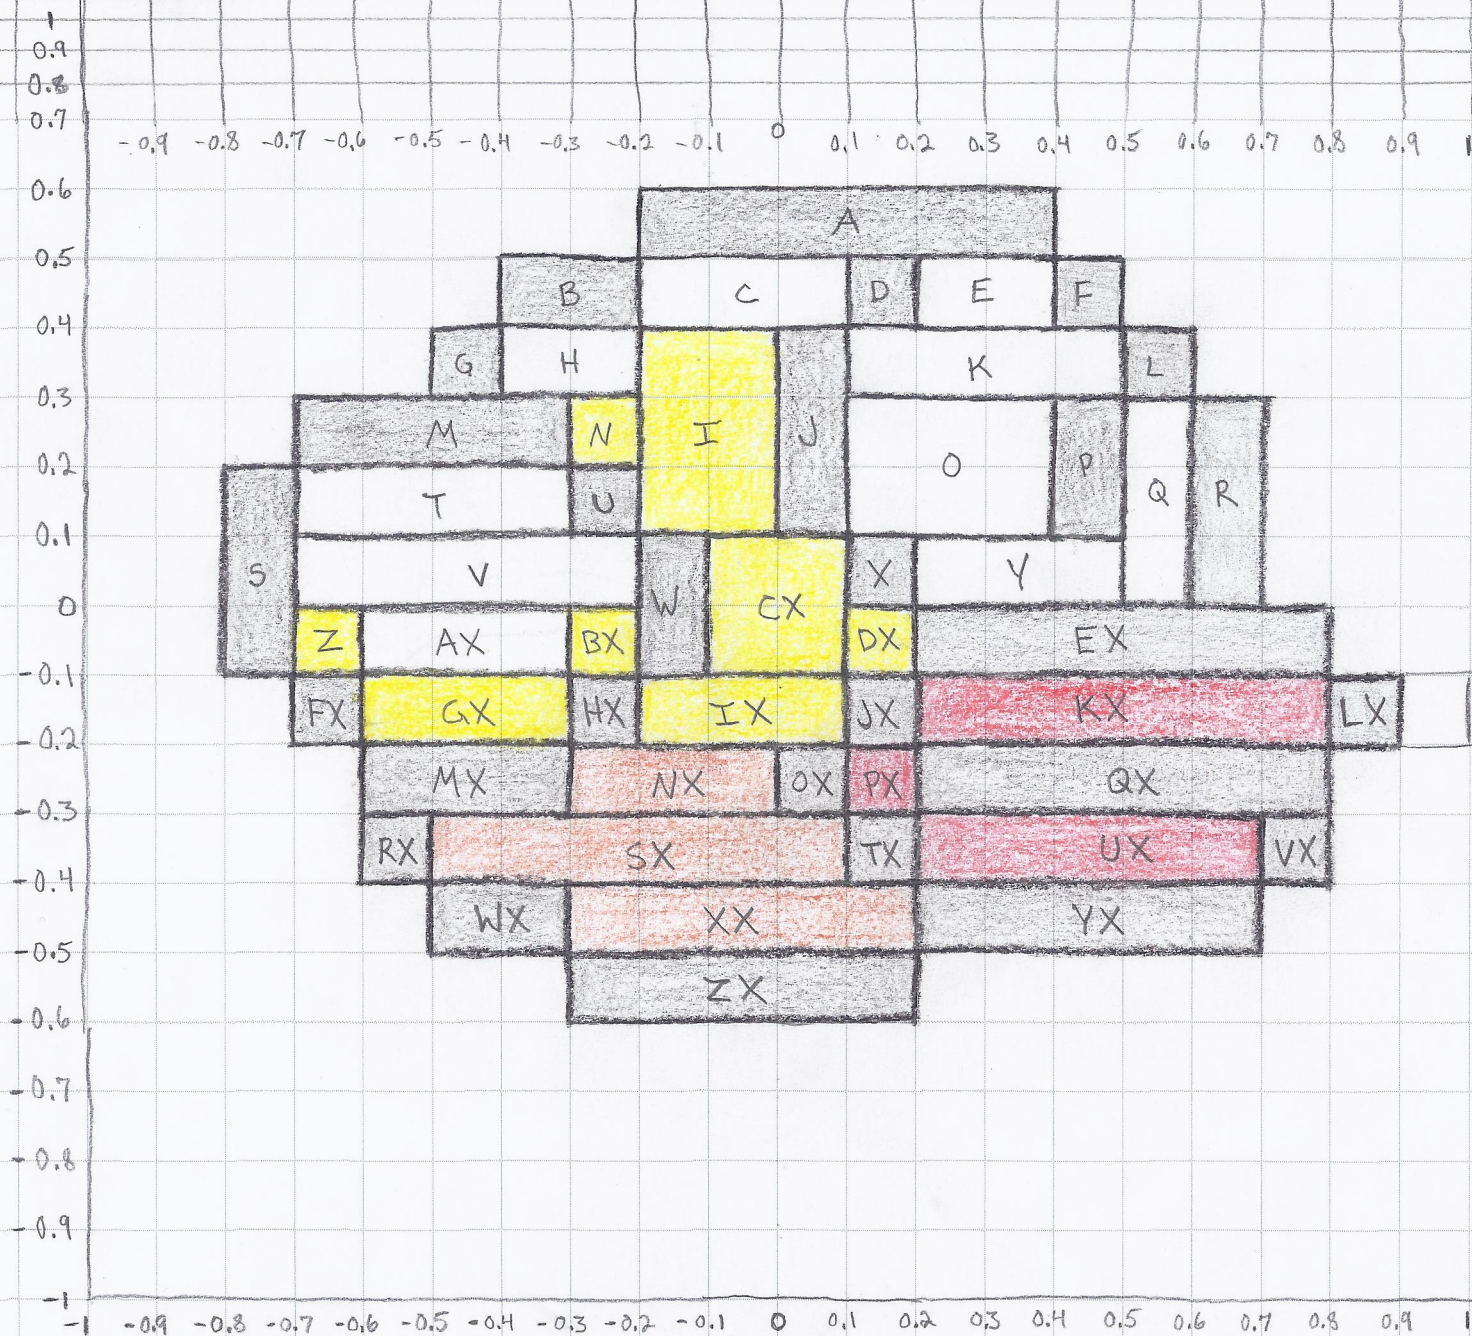 1
0.9
0.8
0.7
-0.9 -0.8 -0.7 -0.6 -0.5 -0.4 -0.3 -0.2 -0.1 0 0.1 0.2 0.3 0.4 0.5 0.6 0.7 0.8 0.9 1
0.6
A
0.5
B C D E F
0.4
G H I J K L
0.3
M N O P Q R
0.2
T U
0.1
S V W CX X Y
0
Z AX BX DX EX
-0.1
FX GX HX IX JX KX LX
-0.2
MX NX OX PX QX
-0.3
RX SX TX UX VX
-0.4
WX XX YX
-0.5
ZX
-0.6
-0.7
-0.8
-0.9
-1
-1 -0.9 -0.8 -0.7 -0.6 -0.5 -0.4 -0.3 -0.2 -0.1 0 0.1 0.2 0.3 0.4 0.5 0.6 0.7 0.8 0.9 1